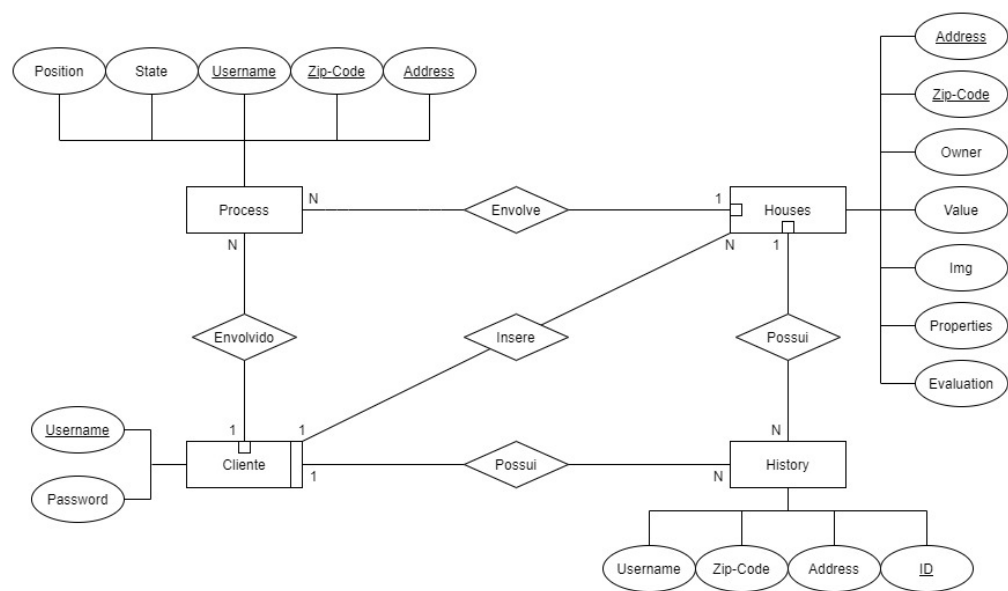 Address
Position State Username Zip-Code Address
Zip-Code
Owner
Process N Envolve 1 Houses
N N 1 Value
Img
Envolvido Insere Possui
Properties
Evaluation
Username
1 1 N
Cliente Possui History
1 N
Password
Username Zip-Code Address ID